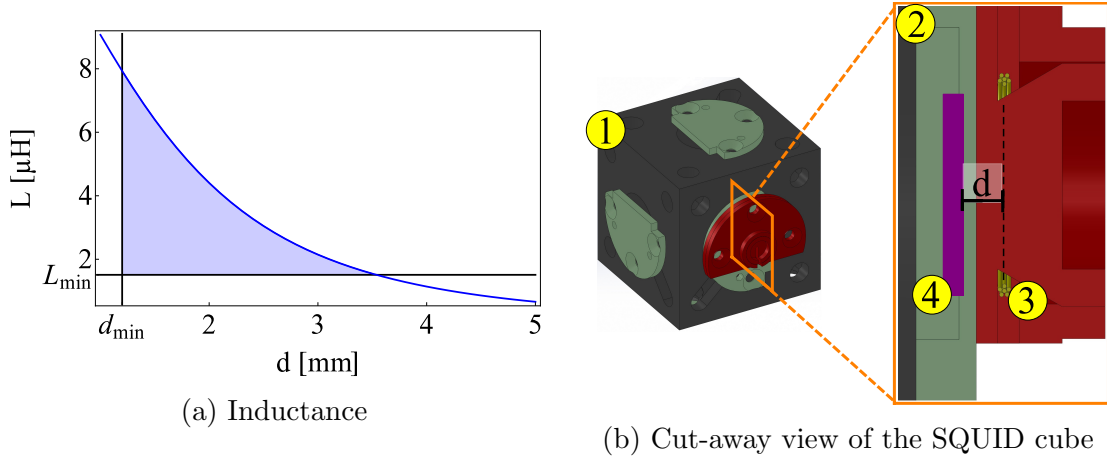 L [μH]
8
6
4
2
L_min
d_min
2
3
4
5
d [mm]
(a) Inductance
1
2
d
4
3
(b) Cut-away view of the SQUID cube